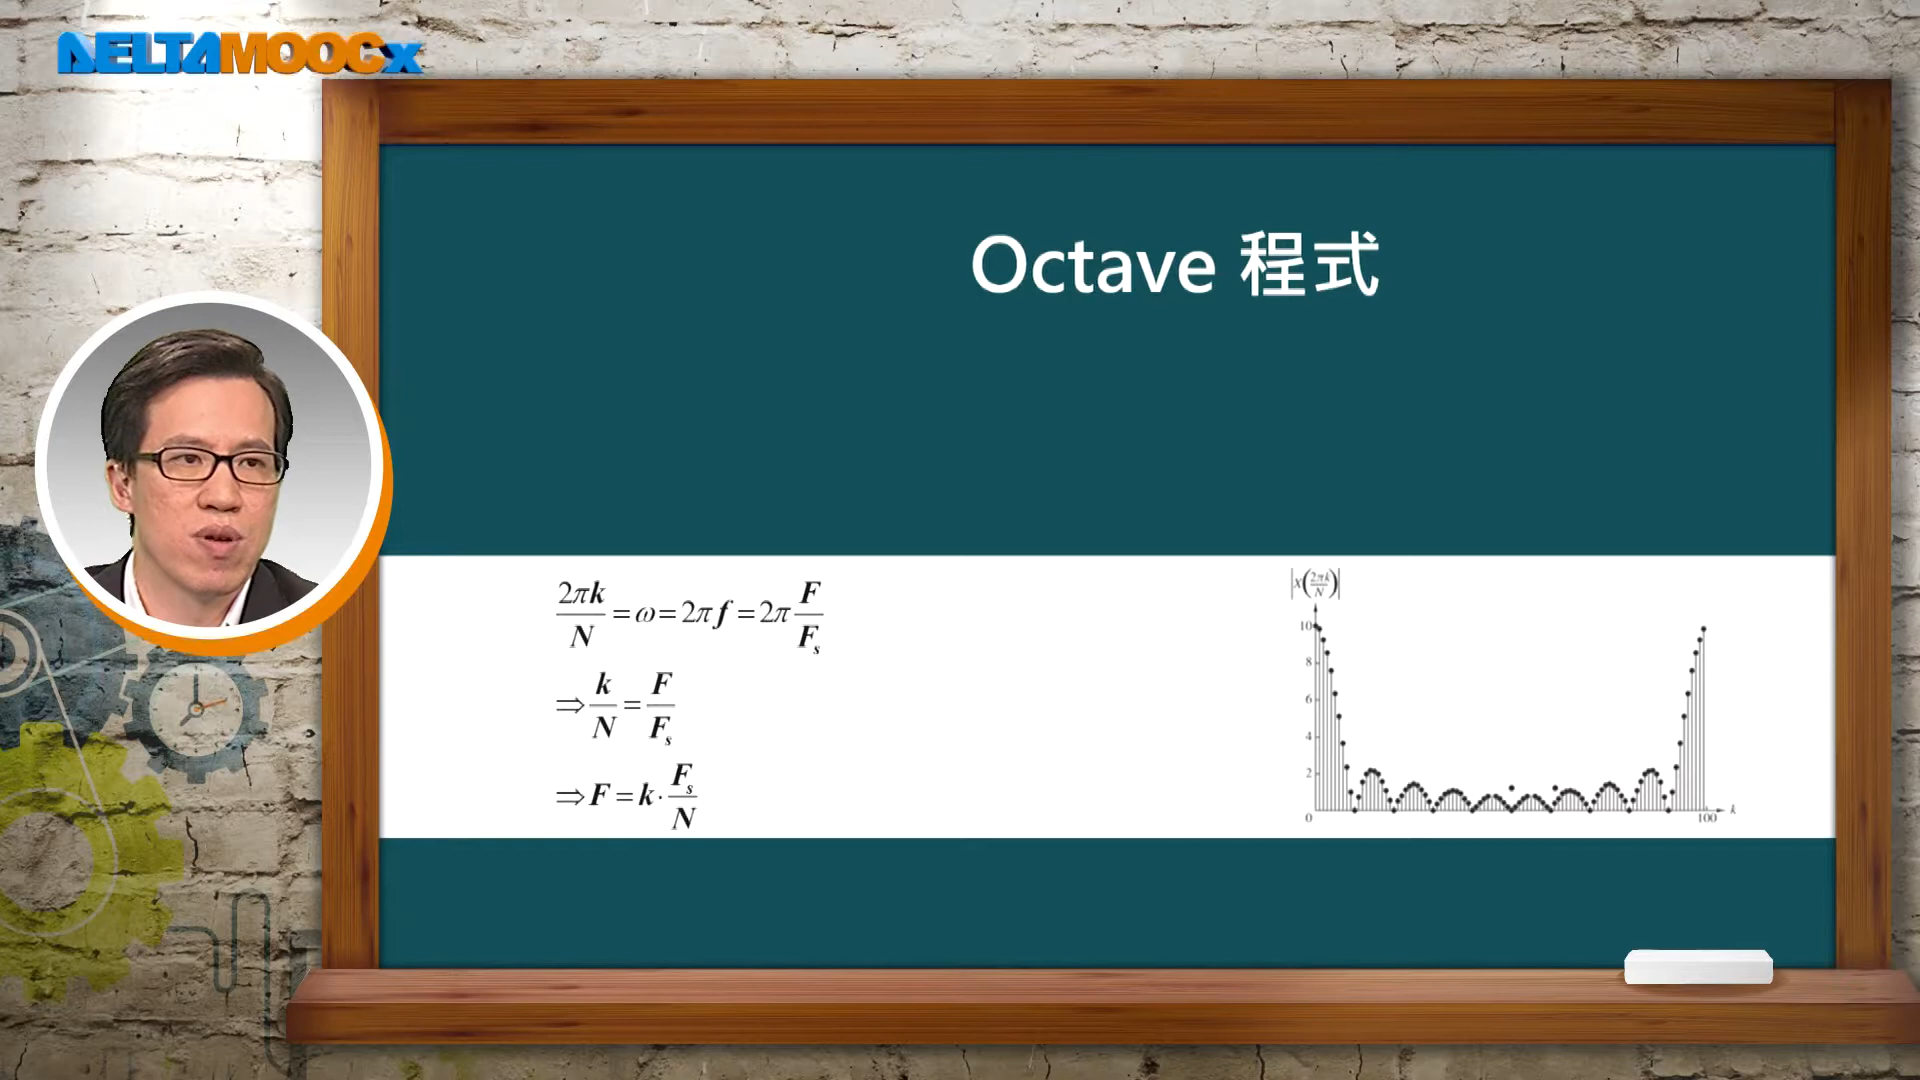 DELTAMOOCx
Octave 程式
2πk/N = ω = 2πf = 2π F/Fs
⇒ k/N = F/Fs
⇒ F = k · Fs/N
|x(2πk/N)|
10
8
6
4
2
0
100
k